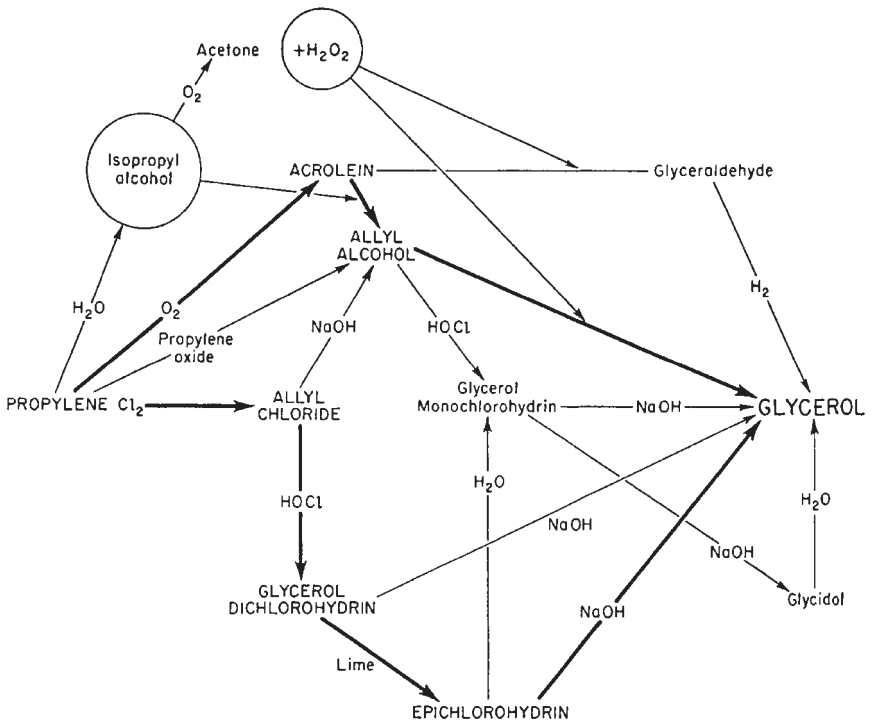 Acetone
+H₂O₂
O₂
Isopropyl
alcohol
ACROLEIN
Glyceraldehyde
ALLYL
ALCOHOL
H₂
H₂O
O₂
Propylene
oxide
NaOH
HOCl
PROPYLENE Cl₂
ALLYL
CHLORIDE
Glycerol
Monochlorohydrin
NaOH
GLYCEROL
HOCl
H₂O
H₂O
NaOH
NaOH
GLYCEROL
DICHLOROHYDRIN
NaOH
Glycidol
Lime
EPICHLOROHYDRIN